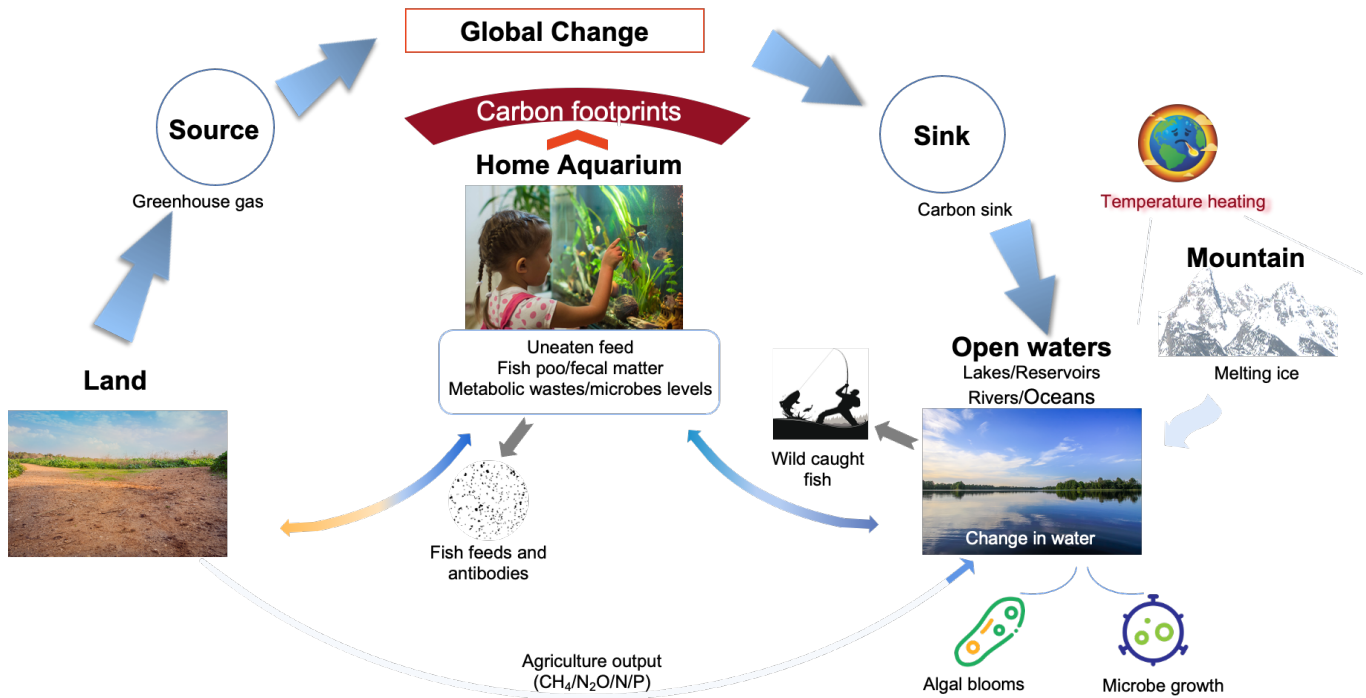 Global Change
Carbon footprints
Source
Greenhouse gas
Home Aquarium
Sink
Carbon sink
Temperature heating
Mountain
Melting ice
Land
Uneaten feed
Fish poo/fecal matter
Metabolic wastes/microbes levels
Open waters
Lakes/Reservoirs
Rivers/Oceans
Wild caught
fish
Change in water
Fish feeds and
antibodies
Agriculture output
(CH₄/N₂O/N/P)
Algal blooms
Microbe growth